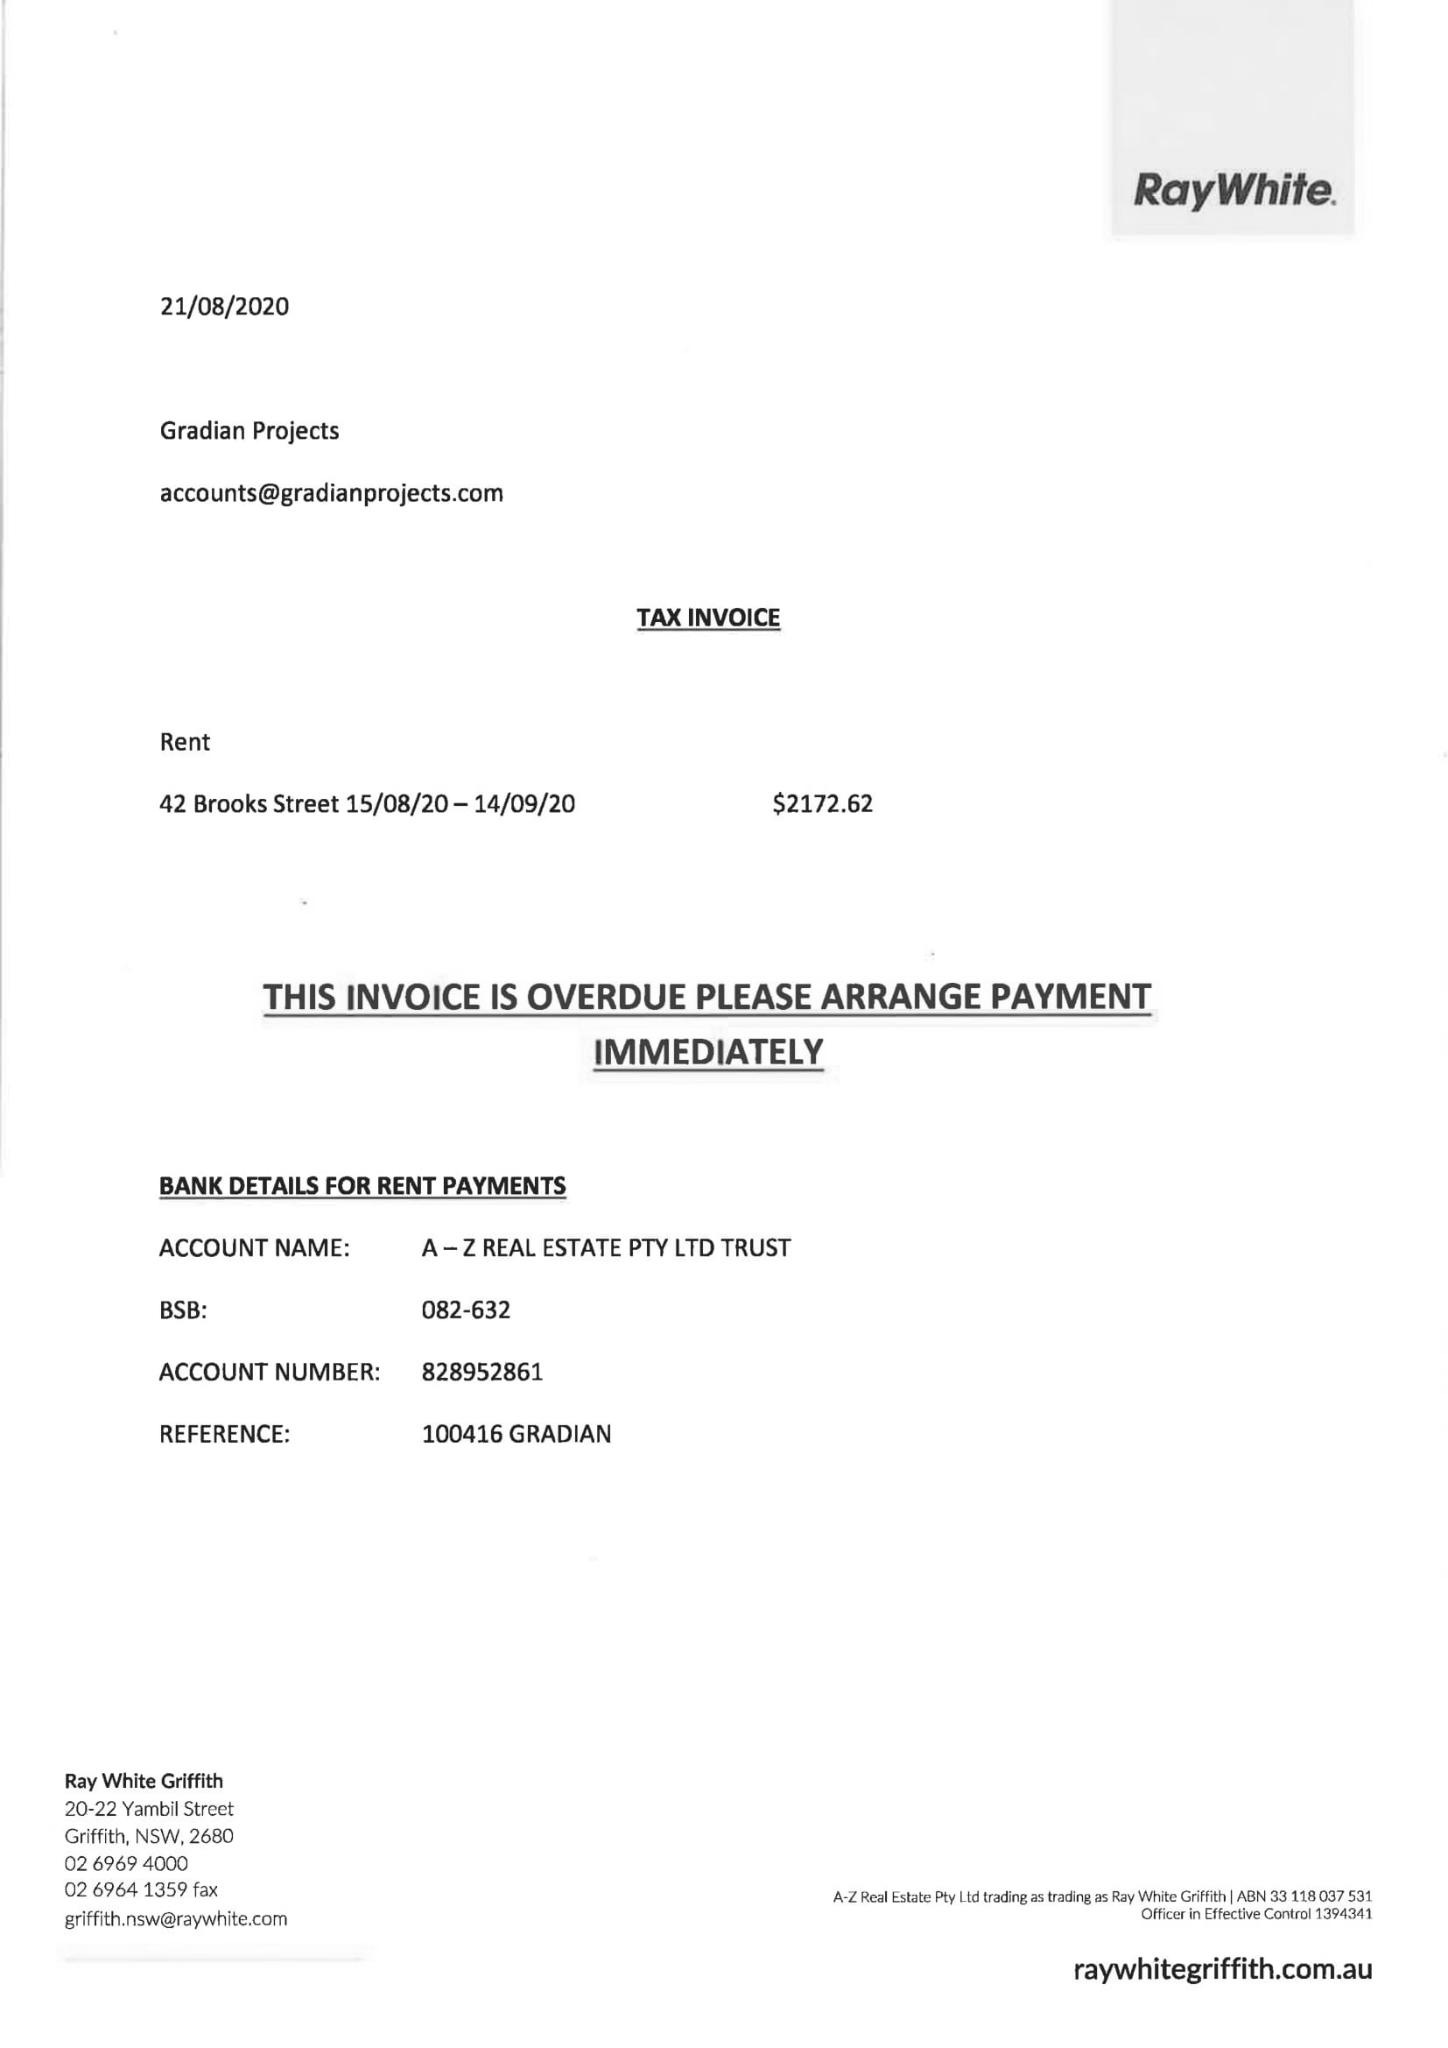 RayWhite.
21/08/2020
Gradian Projects
accounts@gradianprojects.com
TAX INVOICE
Rent
42 Brooks Street 15/08/20 – 14/09/20 $2172.62
THIS INVOICE IS OVERDUE PLEASE ARRANGE PAYMENT
IMMEDIATELY
BANK DETAILS FOR RENT PAYMENTS
ACCOUNT NAME: A – Z REAL ESTATE PTY LTD TRUST
BSB: 082-632
ACCOUNT NUMBER: 828952861
REFERENCE: 100416 GRADIAN
Ray White Griffith
20-22 Yambil Street
Griffith, NSW, 2680
02 6969 4000
02 6964 1359 fax
griffith.nsw@raywhite.com
A-Z Real Estate Pty Ltd trading as trading as Ray White Griffith | ABN 33 118 037 531
Officer in Effective Control 1394341
raywhitegriffith.com.au